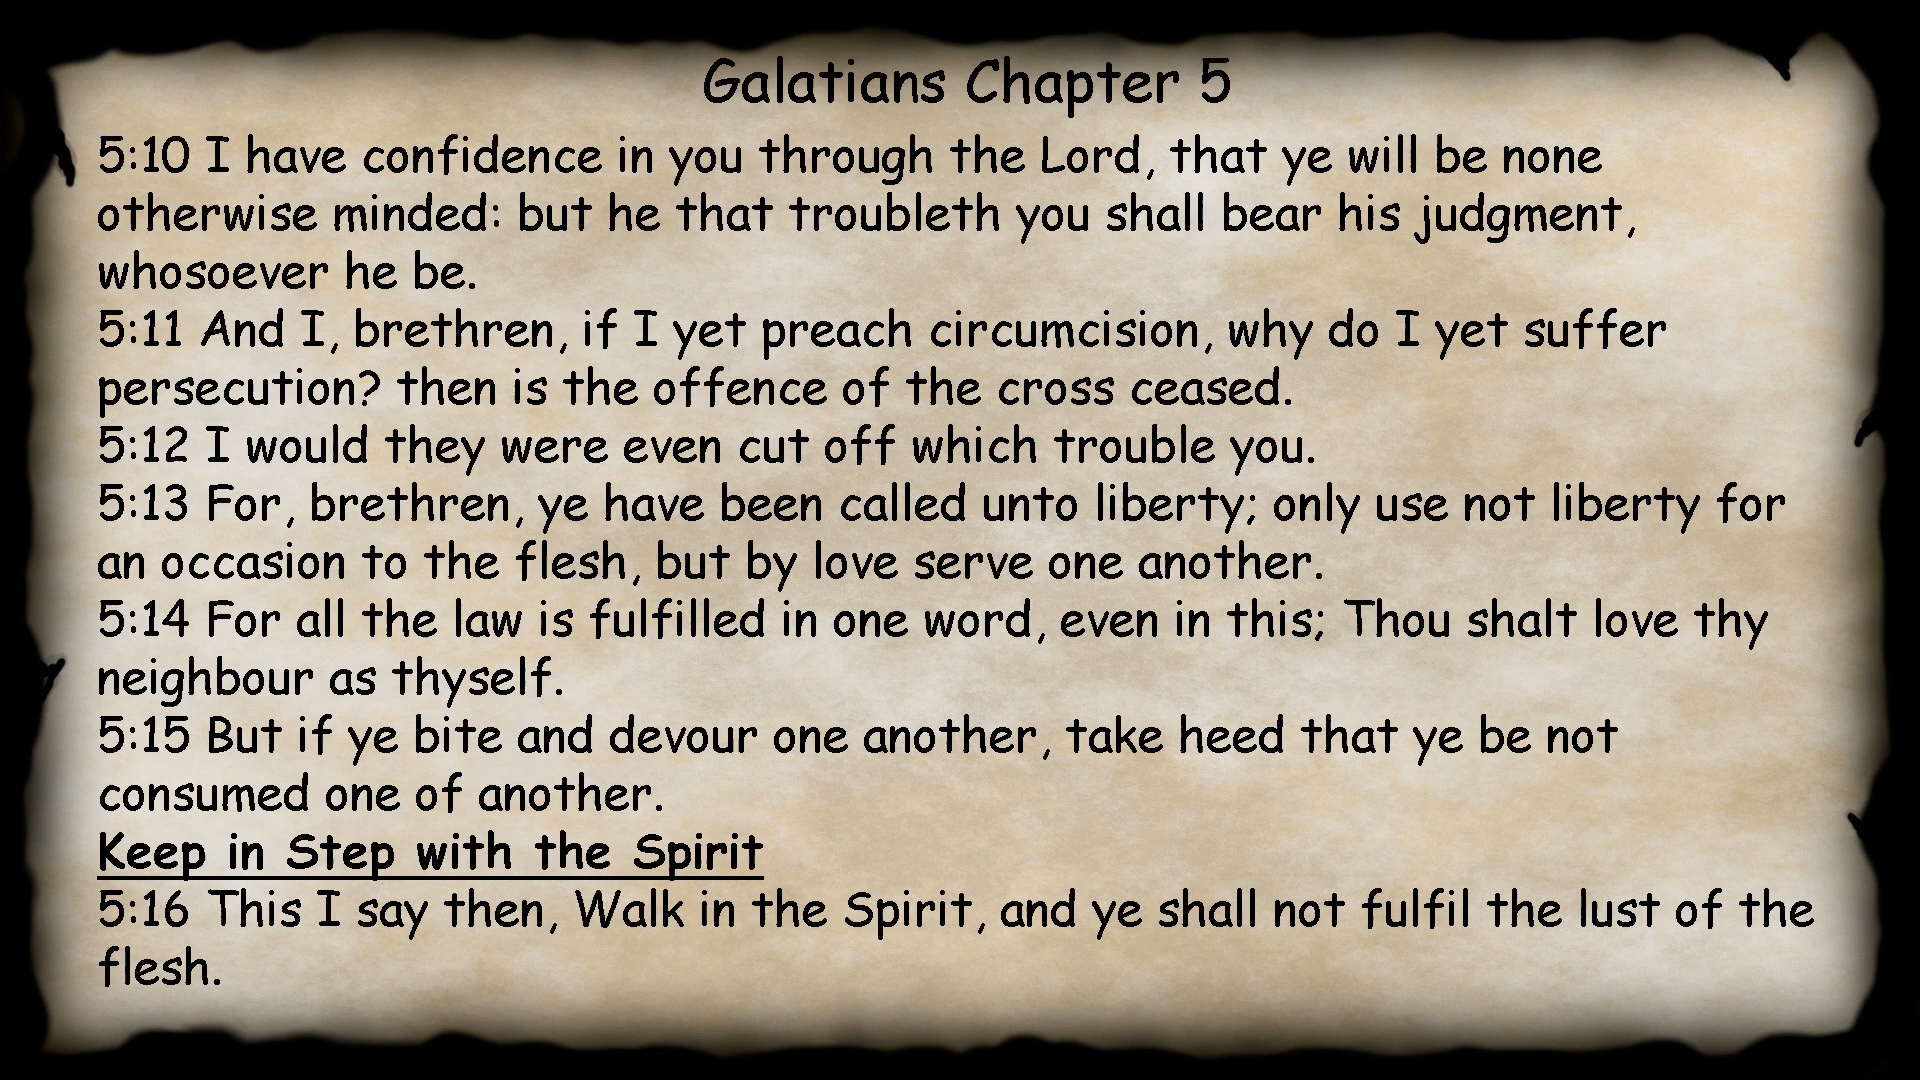 Galatians Chapter 5
5:10 I have confidence in you through the Lord, that ye will be none
otherwise minded: but he that troubleth you shall bear his judgment,
whosoever he be.
5:11 And I, brethren, if I yet preach circumcision, why do I yet suffer
persecution? then is the offence of the cross ceased.
5:12 I would they were even cut off which trouble you.
5:13 For, brethren, ye have been called unto liberty; only use not liberty for
an occasion to the flesh, but by love serve one another.
5:14 For all the law is fulfilled in one word, even in this; Thou shalt love thy
neighbour as thyself.
5:15 But if ye bite and devour one another, take heed that ye be not
consumed one of another.
Keep in Step with the Spirit
5:16 This I say then, Walk in the Spirit, and ye shall not fulfil the lust of the
flesh.